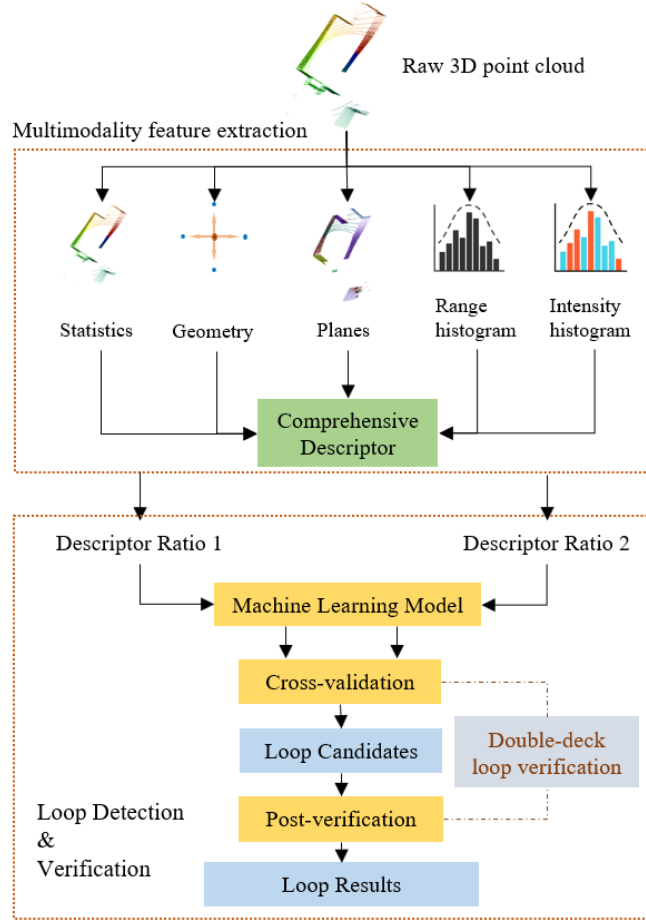 Raw 3D point cloud
Multimodality feature extraction
Statistics
Geometry
Planes
Range
histogram
Intensity
histogram
Comprehensive
Descriptor
Descriptor Ratio 1
Descriptor Ratio 2
Machine Learning Model
Cross-validation
Loop Candidates
Double-deck
loop verification
Post-verification
Loop Detection
&
Verification
Loop Results